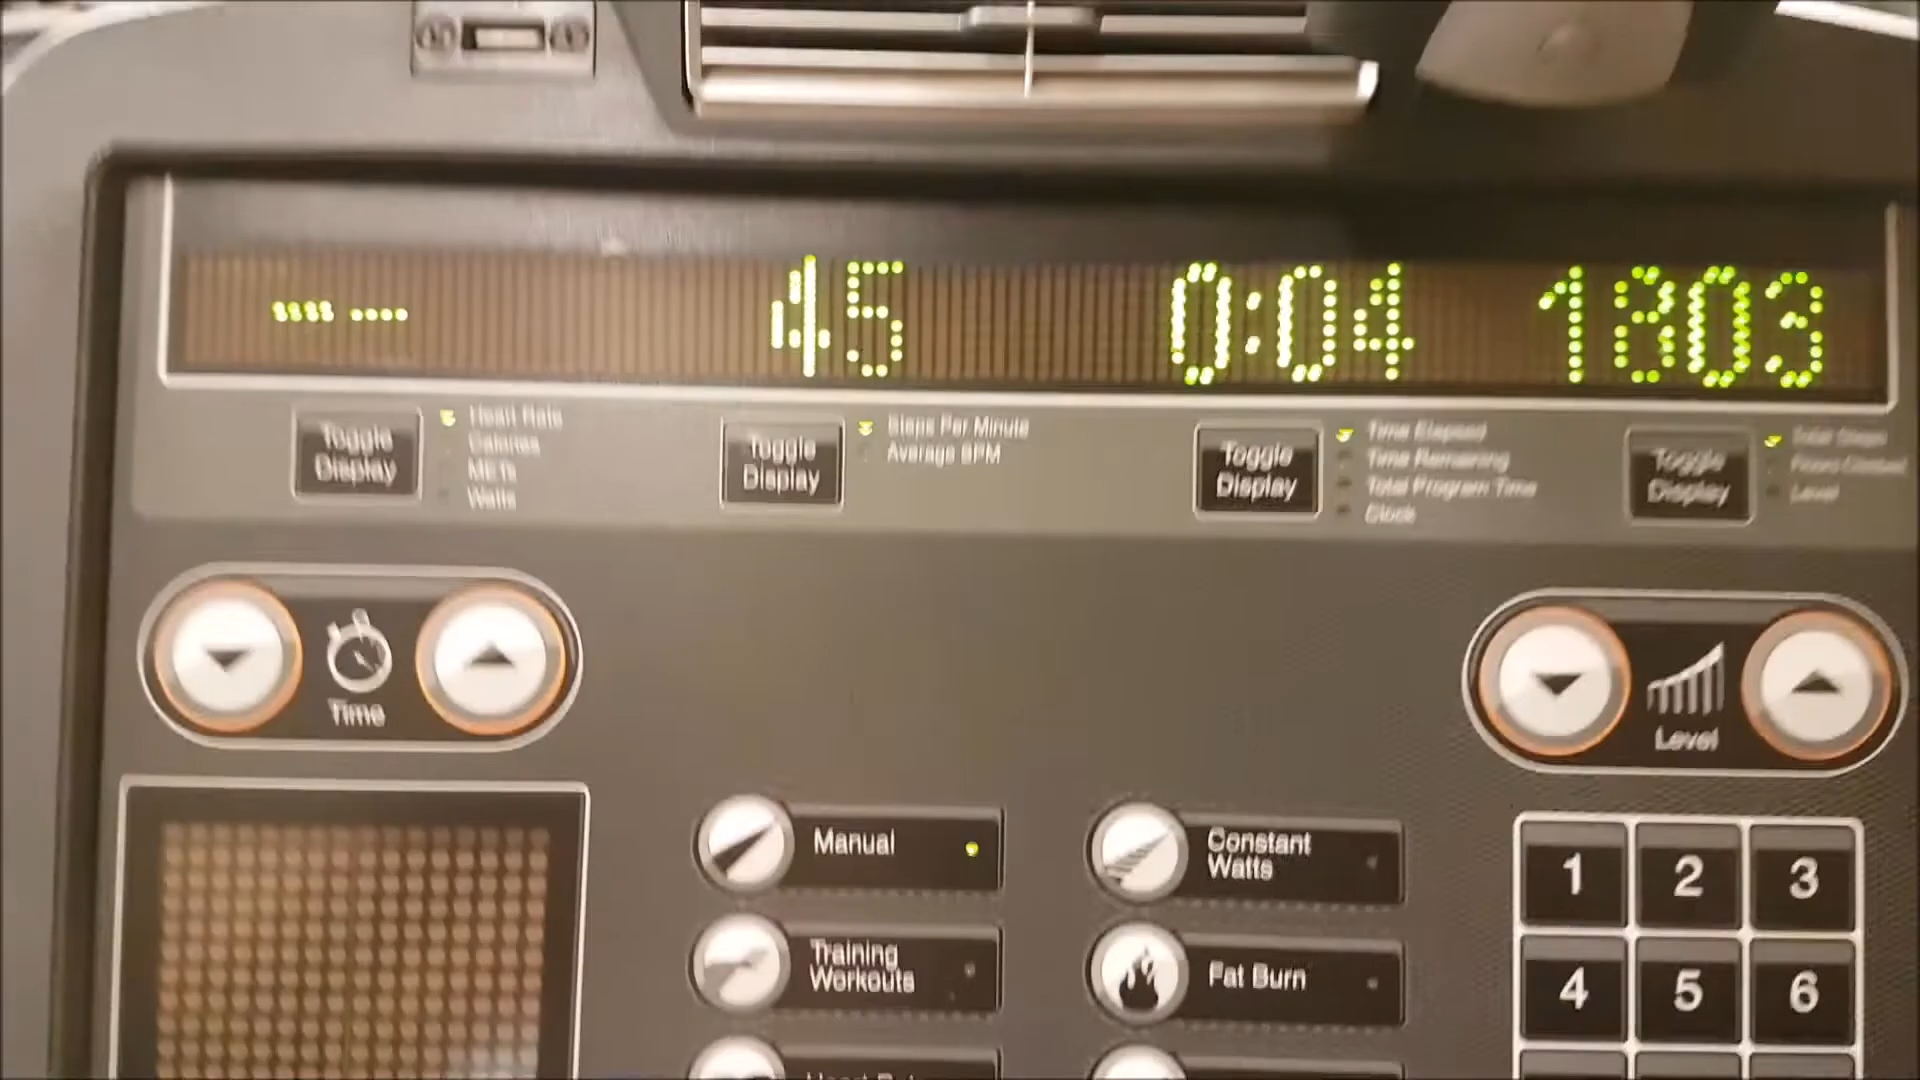 ---- 45 0:04 1803
Toggle Display
Heart Rate
Calories
METs
Watts
Toggle Display
Steps Per Minute
Average SPM
Toggle Display
Time Elapsed
Time Remaining
Total Program Time
Clock
Toggle Display
Total Steps
Floors Climbed
Level
Time
Level
Manual
Constant
Watts
1 2 3
Training
Workouts
Fat Burn
4 5 6